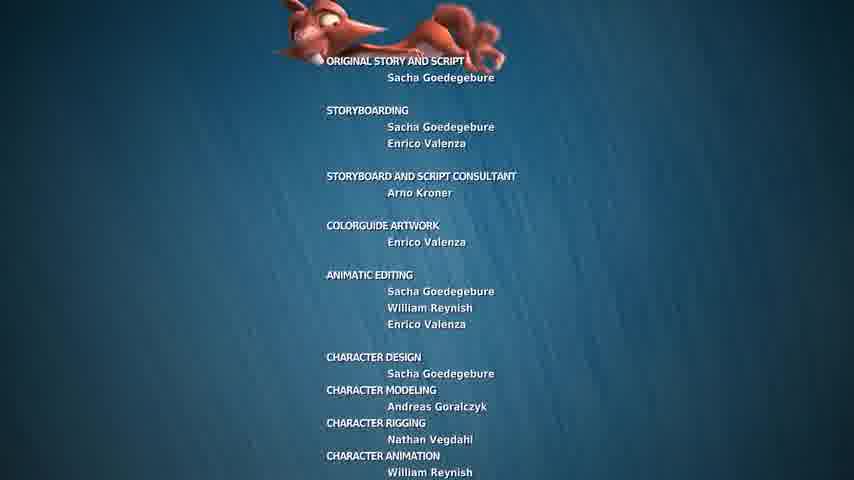 ORIGINAL STORY AND SCRIPT
Sacha Goedegebure
STORYBOARDING
Sacha Goedegebure
Enrico Valenza
STORYBOARD AND SCRIPT CONSULTANT
Arno Kroner
COLORGUIDE ARTWORK
Enrico Valenza
ANIMATIC EDITING
Sacha Goedegebure
William Reynish
Enrico Valenza
CHARACTER DESIGN
Sacha Goedegebure
CHARACTER MODELING
Andreas Goralczyk
CHARACTER RIGGING
Nathan Vegdahl
CHARACTER ANIMATION
William Reynish